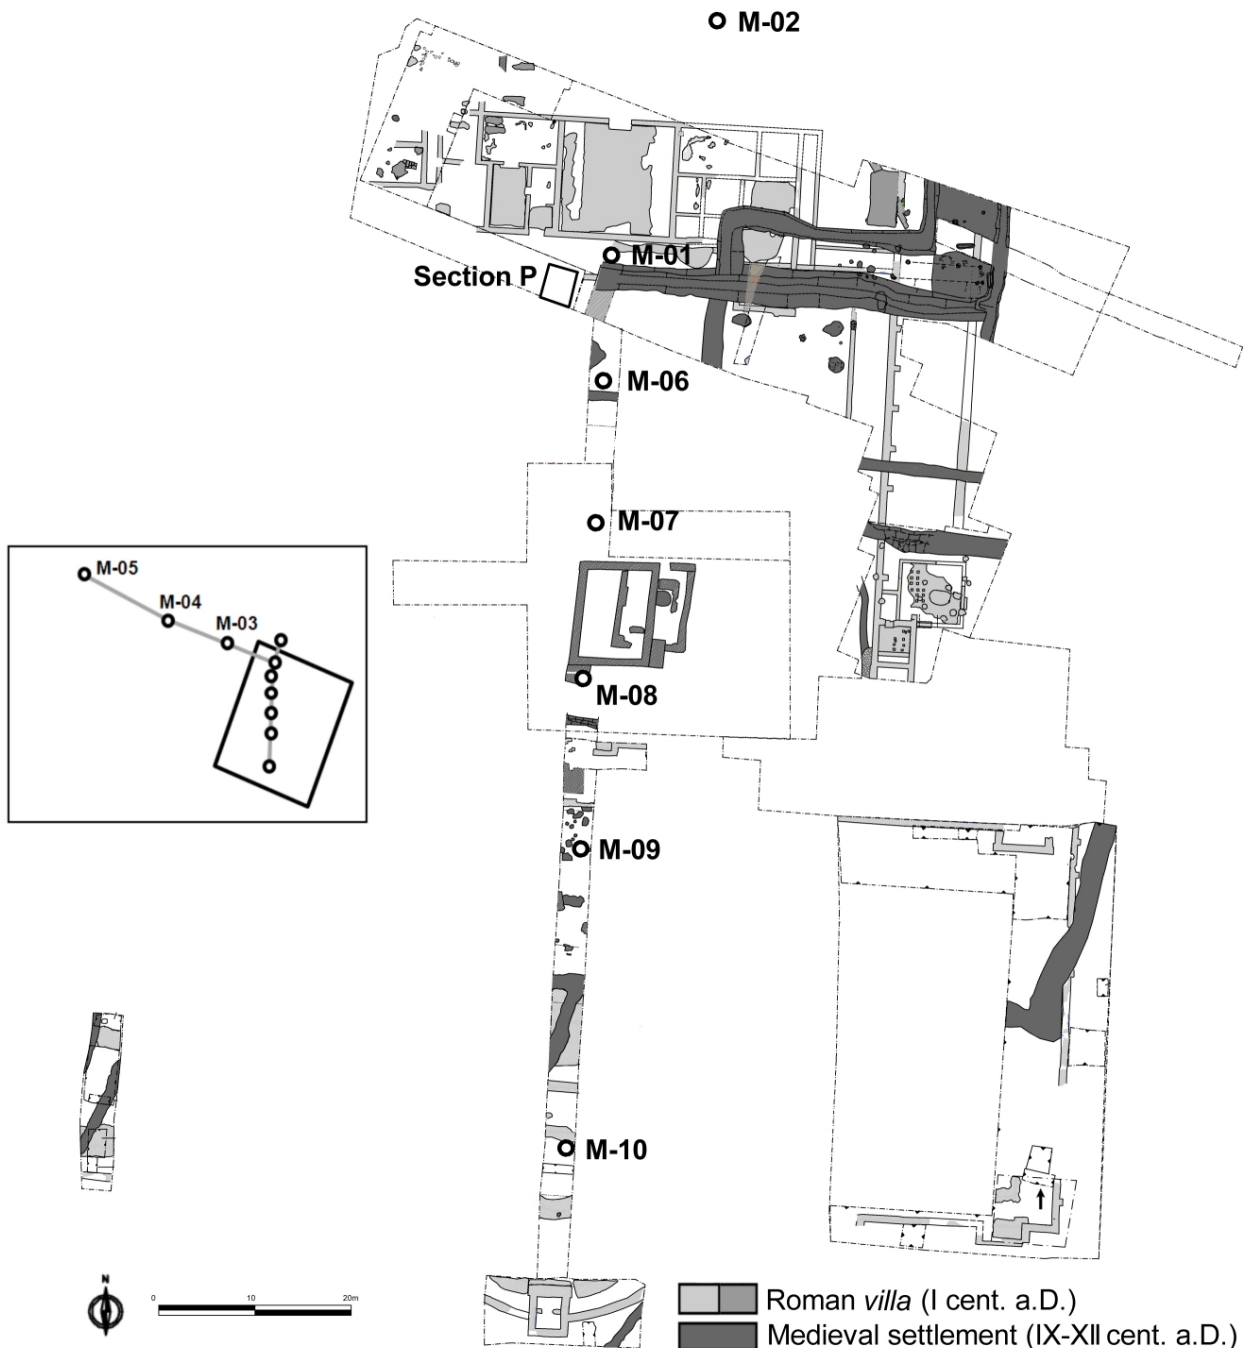 M-02
M-01
Section P
M-06
M-07
M-05
M-04
M-03
M-08
M-09
M-10
N
0 10 20m
Roman villa (I cent. a.D.)
Medieval settlement (IX-XII cent. a.D.)